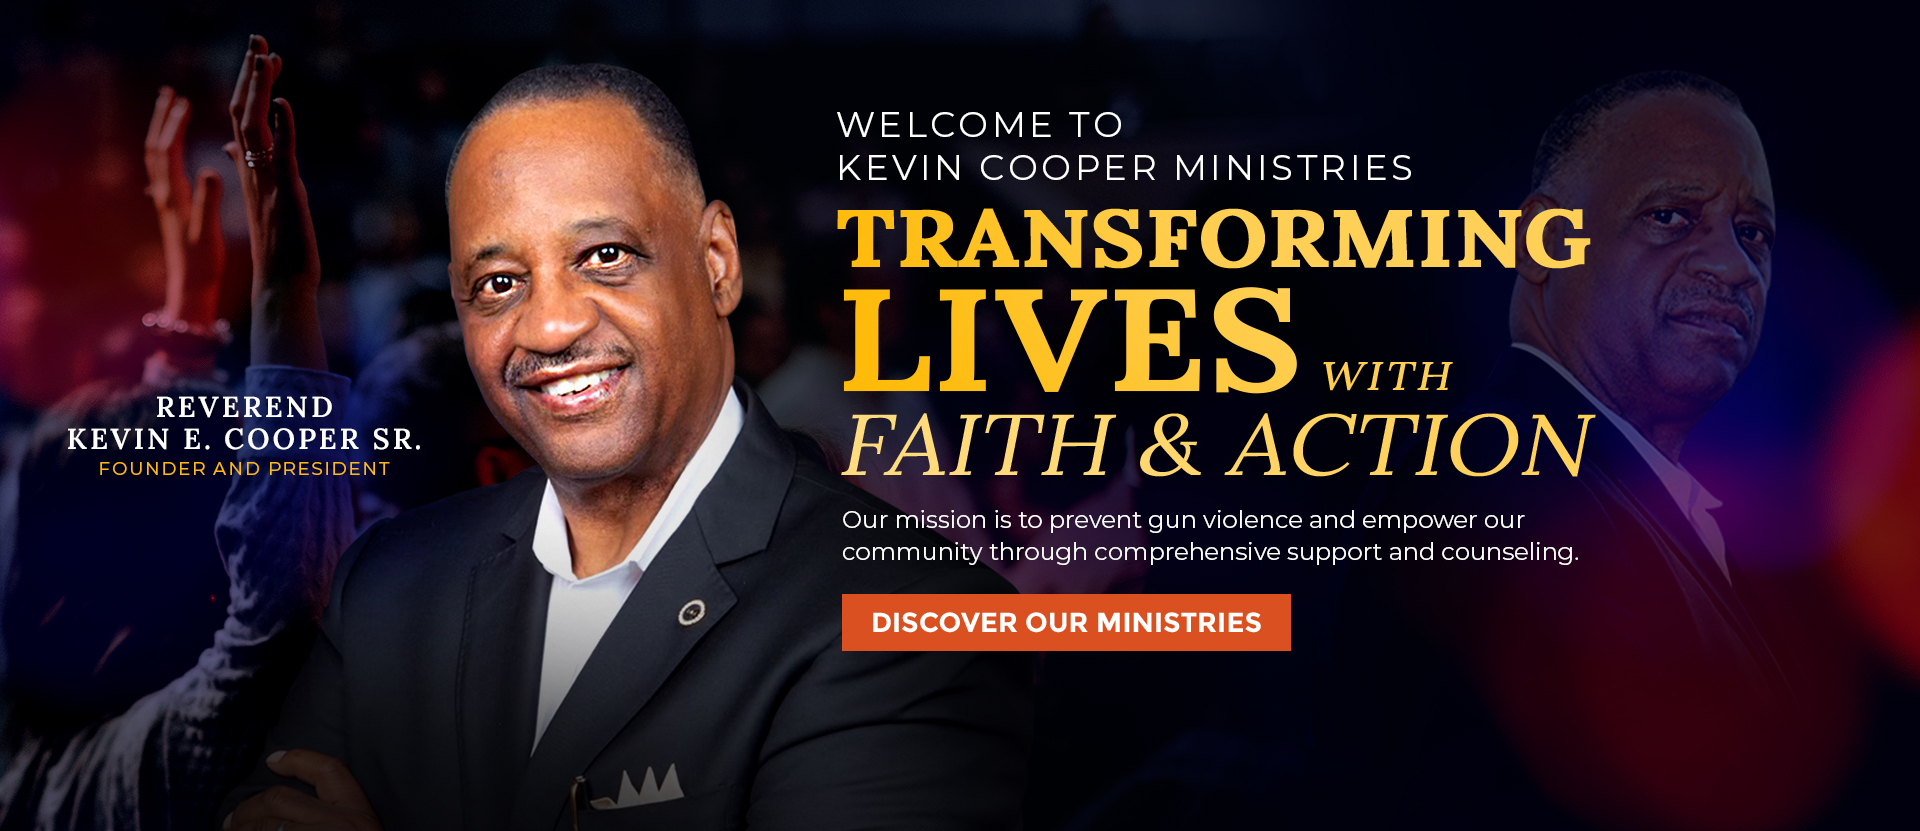 REVEREND
KEVIN E. COOPER SR.
FOUNDER AND PRESIDENT
WELCOME TO
KEVIN COOPER MINISTRIES
TRANSFORMING
LIVES WITH
FAITH & ACTION
Our mission is to prevent gun violence and empower our
community through comprehensive support and counseling.
DISCOVER OUR MINISTRIES